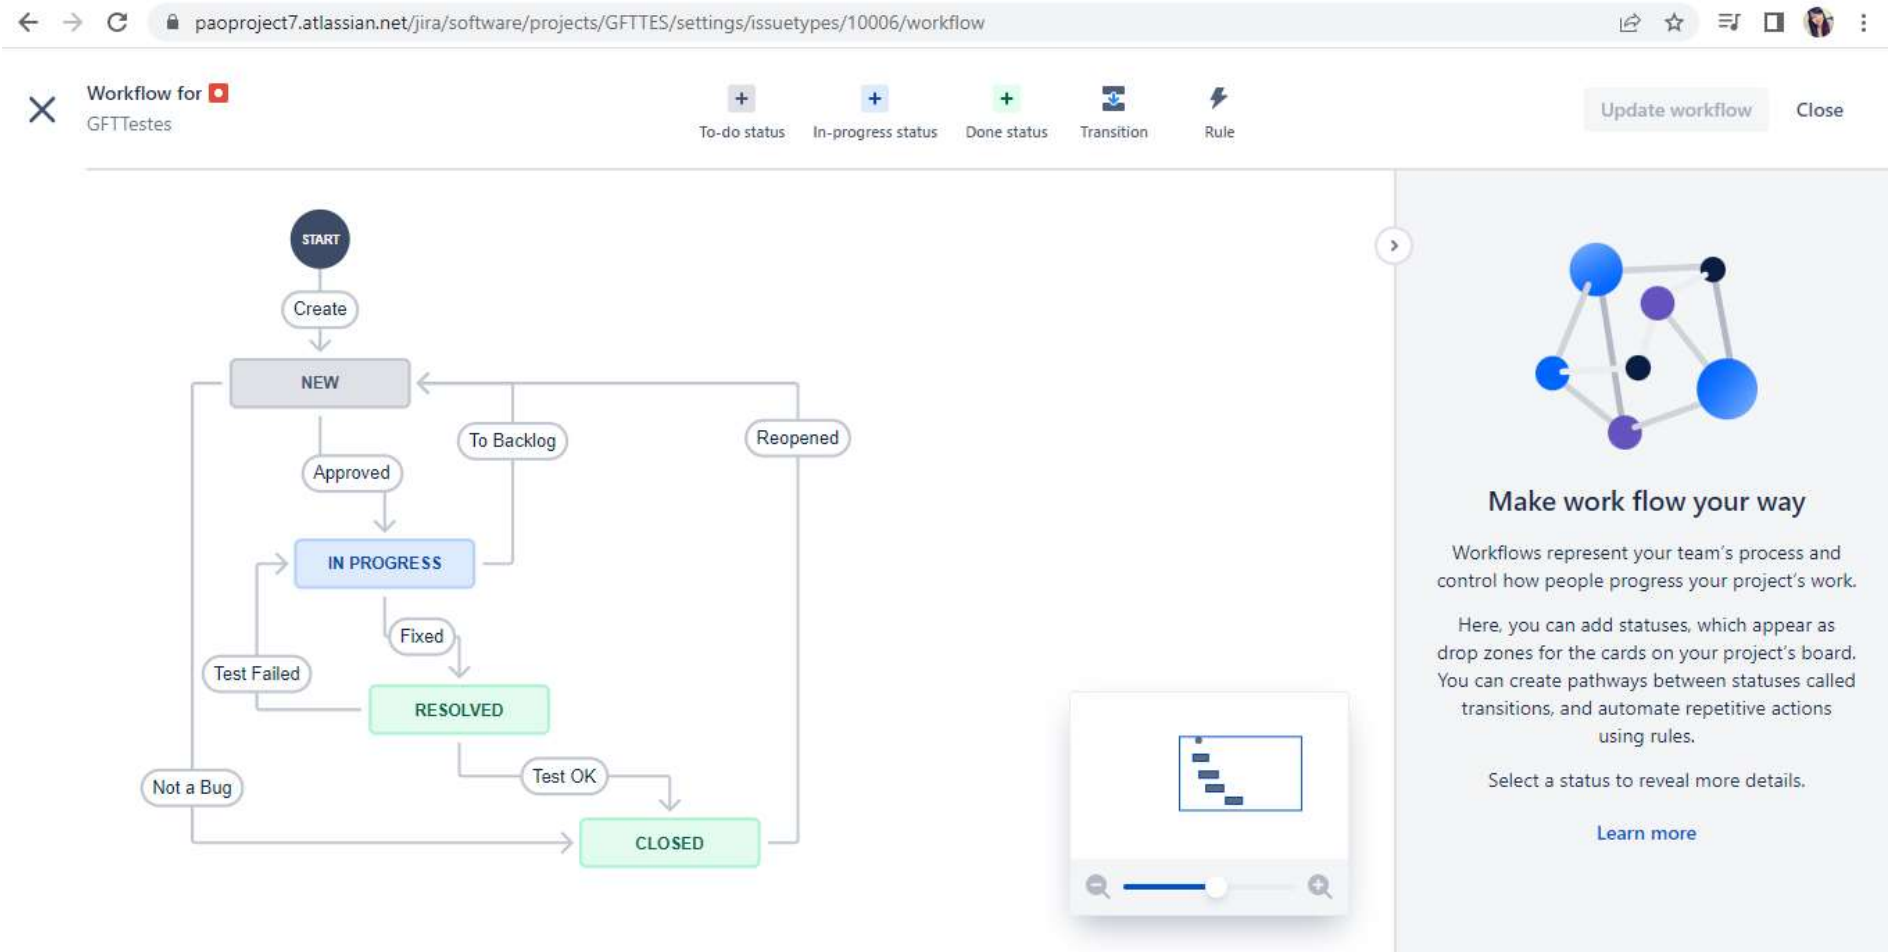 paoproject7.atlassian.net/jira/software/projects/GFTTES/settings/issuetypes/10006/workflow
Workflow for
GFTTestes
To-do status
In-progress status
Done status
Transition
Rule
Update workflow
Close
START
Create
NEW
To Backlog
Reopened
Approved
IN PROGRESS
Fixed
Test Failed
RESOLVED
Test OK
Not a Bug
CLOSED
Make work flow your way
Workflows represent your team's process and
control how people progress your project's work.
Here, you can add statuses, which appear as
drop zones for the cards on your project's board.
You can create pathways between statuses called
transitions, and automate repetitive actions
using rules.
Select a status to reveal more details.
Learn more